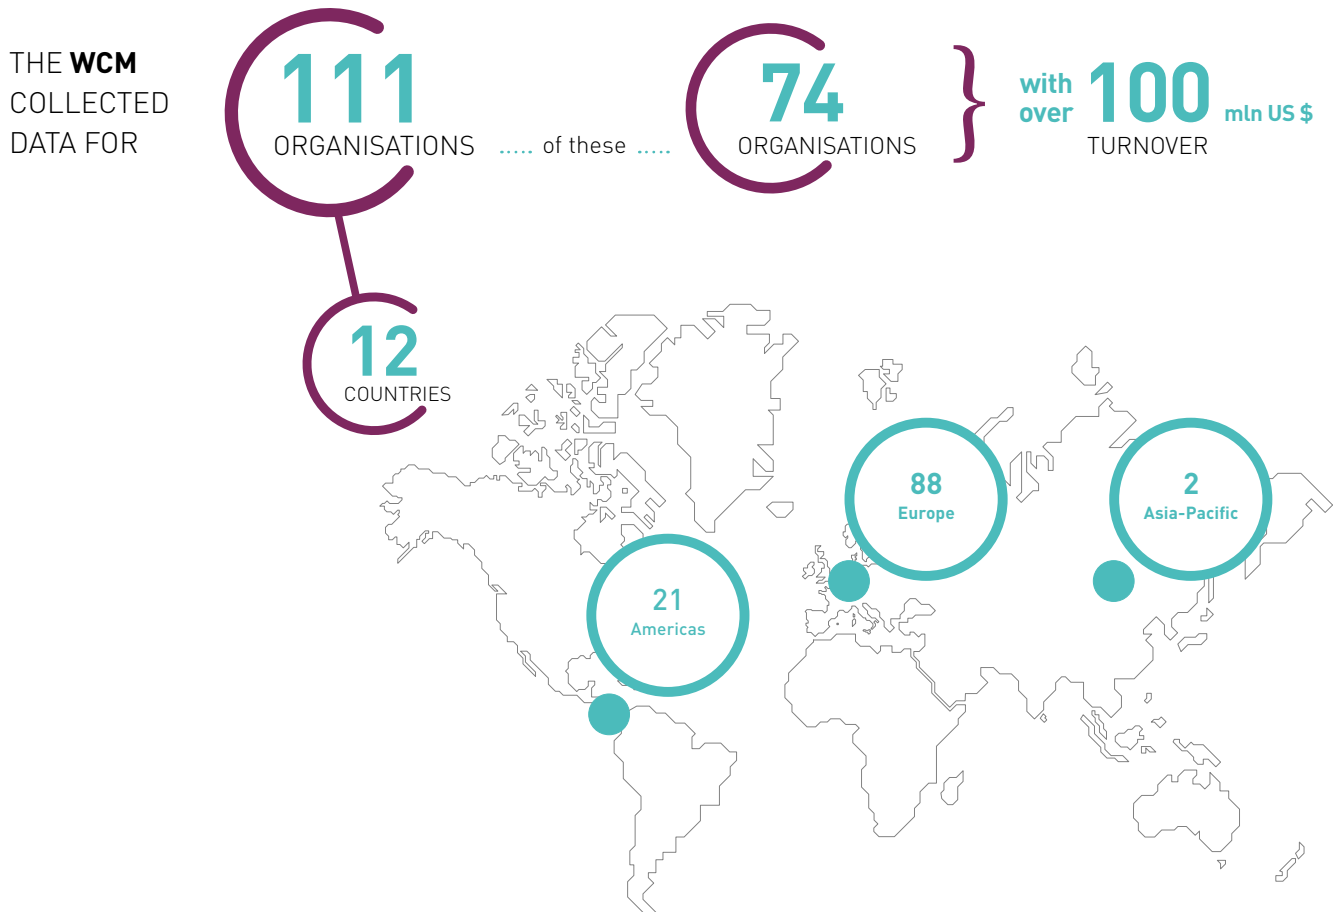 THE WCM
COLLECTED
DATA FOR
111
ORGANISATIONS
..... of these .....
74
ORGANISATIONS
}
with
over
100
mln US $
TURNOVER
12
COUNTRIES
88
Europe
2
Asia-Pacific
21
Americas